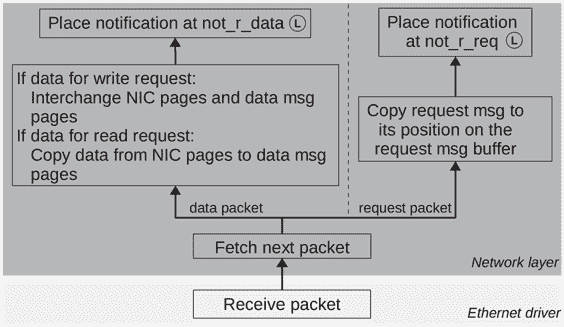 Place notification at not_r_data Ⓛ
Place notification
at not_r_req Ⓛ
If data for write request:
Interchange NIC pages and data msg
pages
If data for read request:
Copy data from NIC pages to data msg
pages
Copy request msg to
its position on the
request msg buffer
data packet
request packet
Fetch next packet
Network layer
Receive packet
Ethernet driver